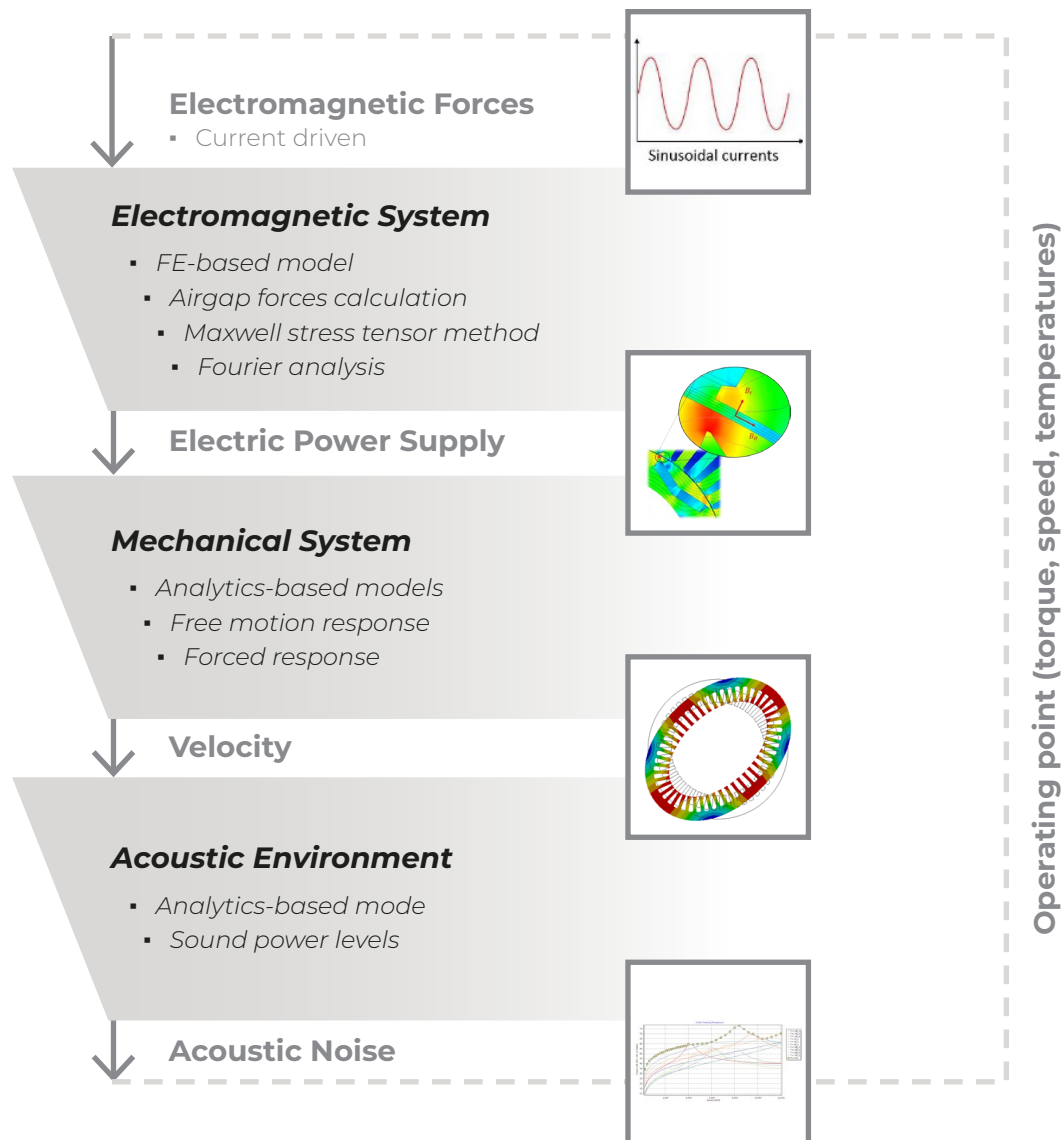 Electromagnetic Forces
▪ Current driven
Sinusoidal currents
Electromagnetic System
▪ FE-based model
▪ Airgap forces calculation
▪ Maxwell stress tensor method
▪ Fourier analysis
Electric Power Supply
Mechanical System
▪ Analytics-based models
▪ Free motion response
▪ Forced response
Velocity
Acoustic Environment
▪ Analytics-based mode
▪ Sound power levels
Acoustic Noise
Operating point (torque, speed, temperatures)